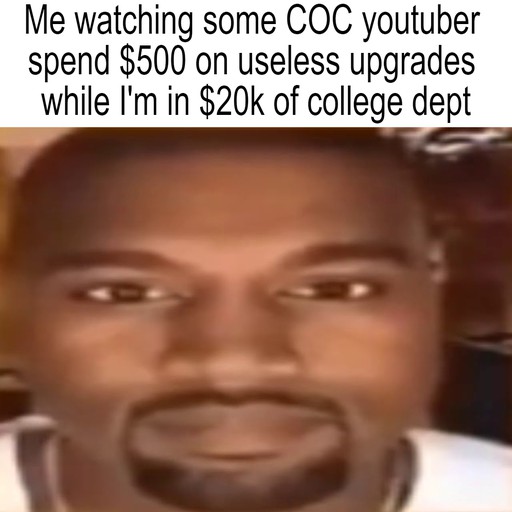 Me watching some COC youtuber
spend $500 on useless upgrades
while I'm in $20k of college dept